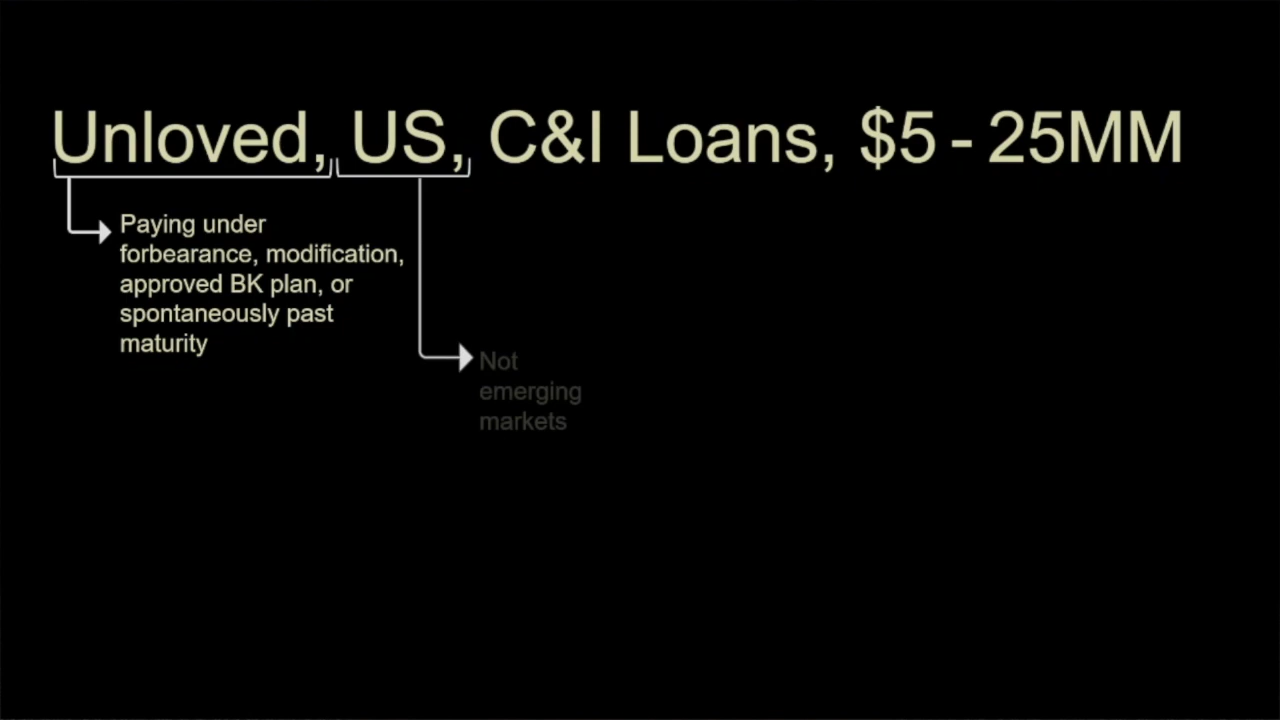 Unloved, US, C&I Loans, $5 - 25MM
Paying under
forbearance, modification,
approved BK plan, or
spontaneously past
maturity
Not
emerging
markets